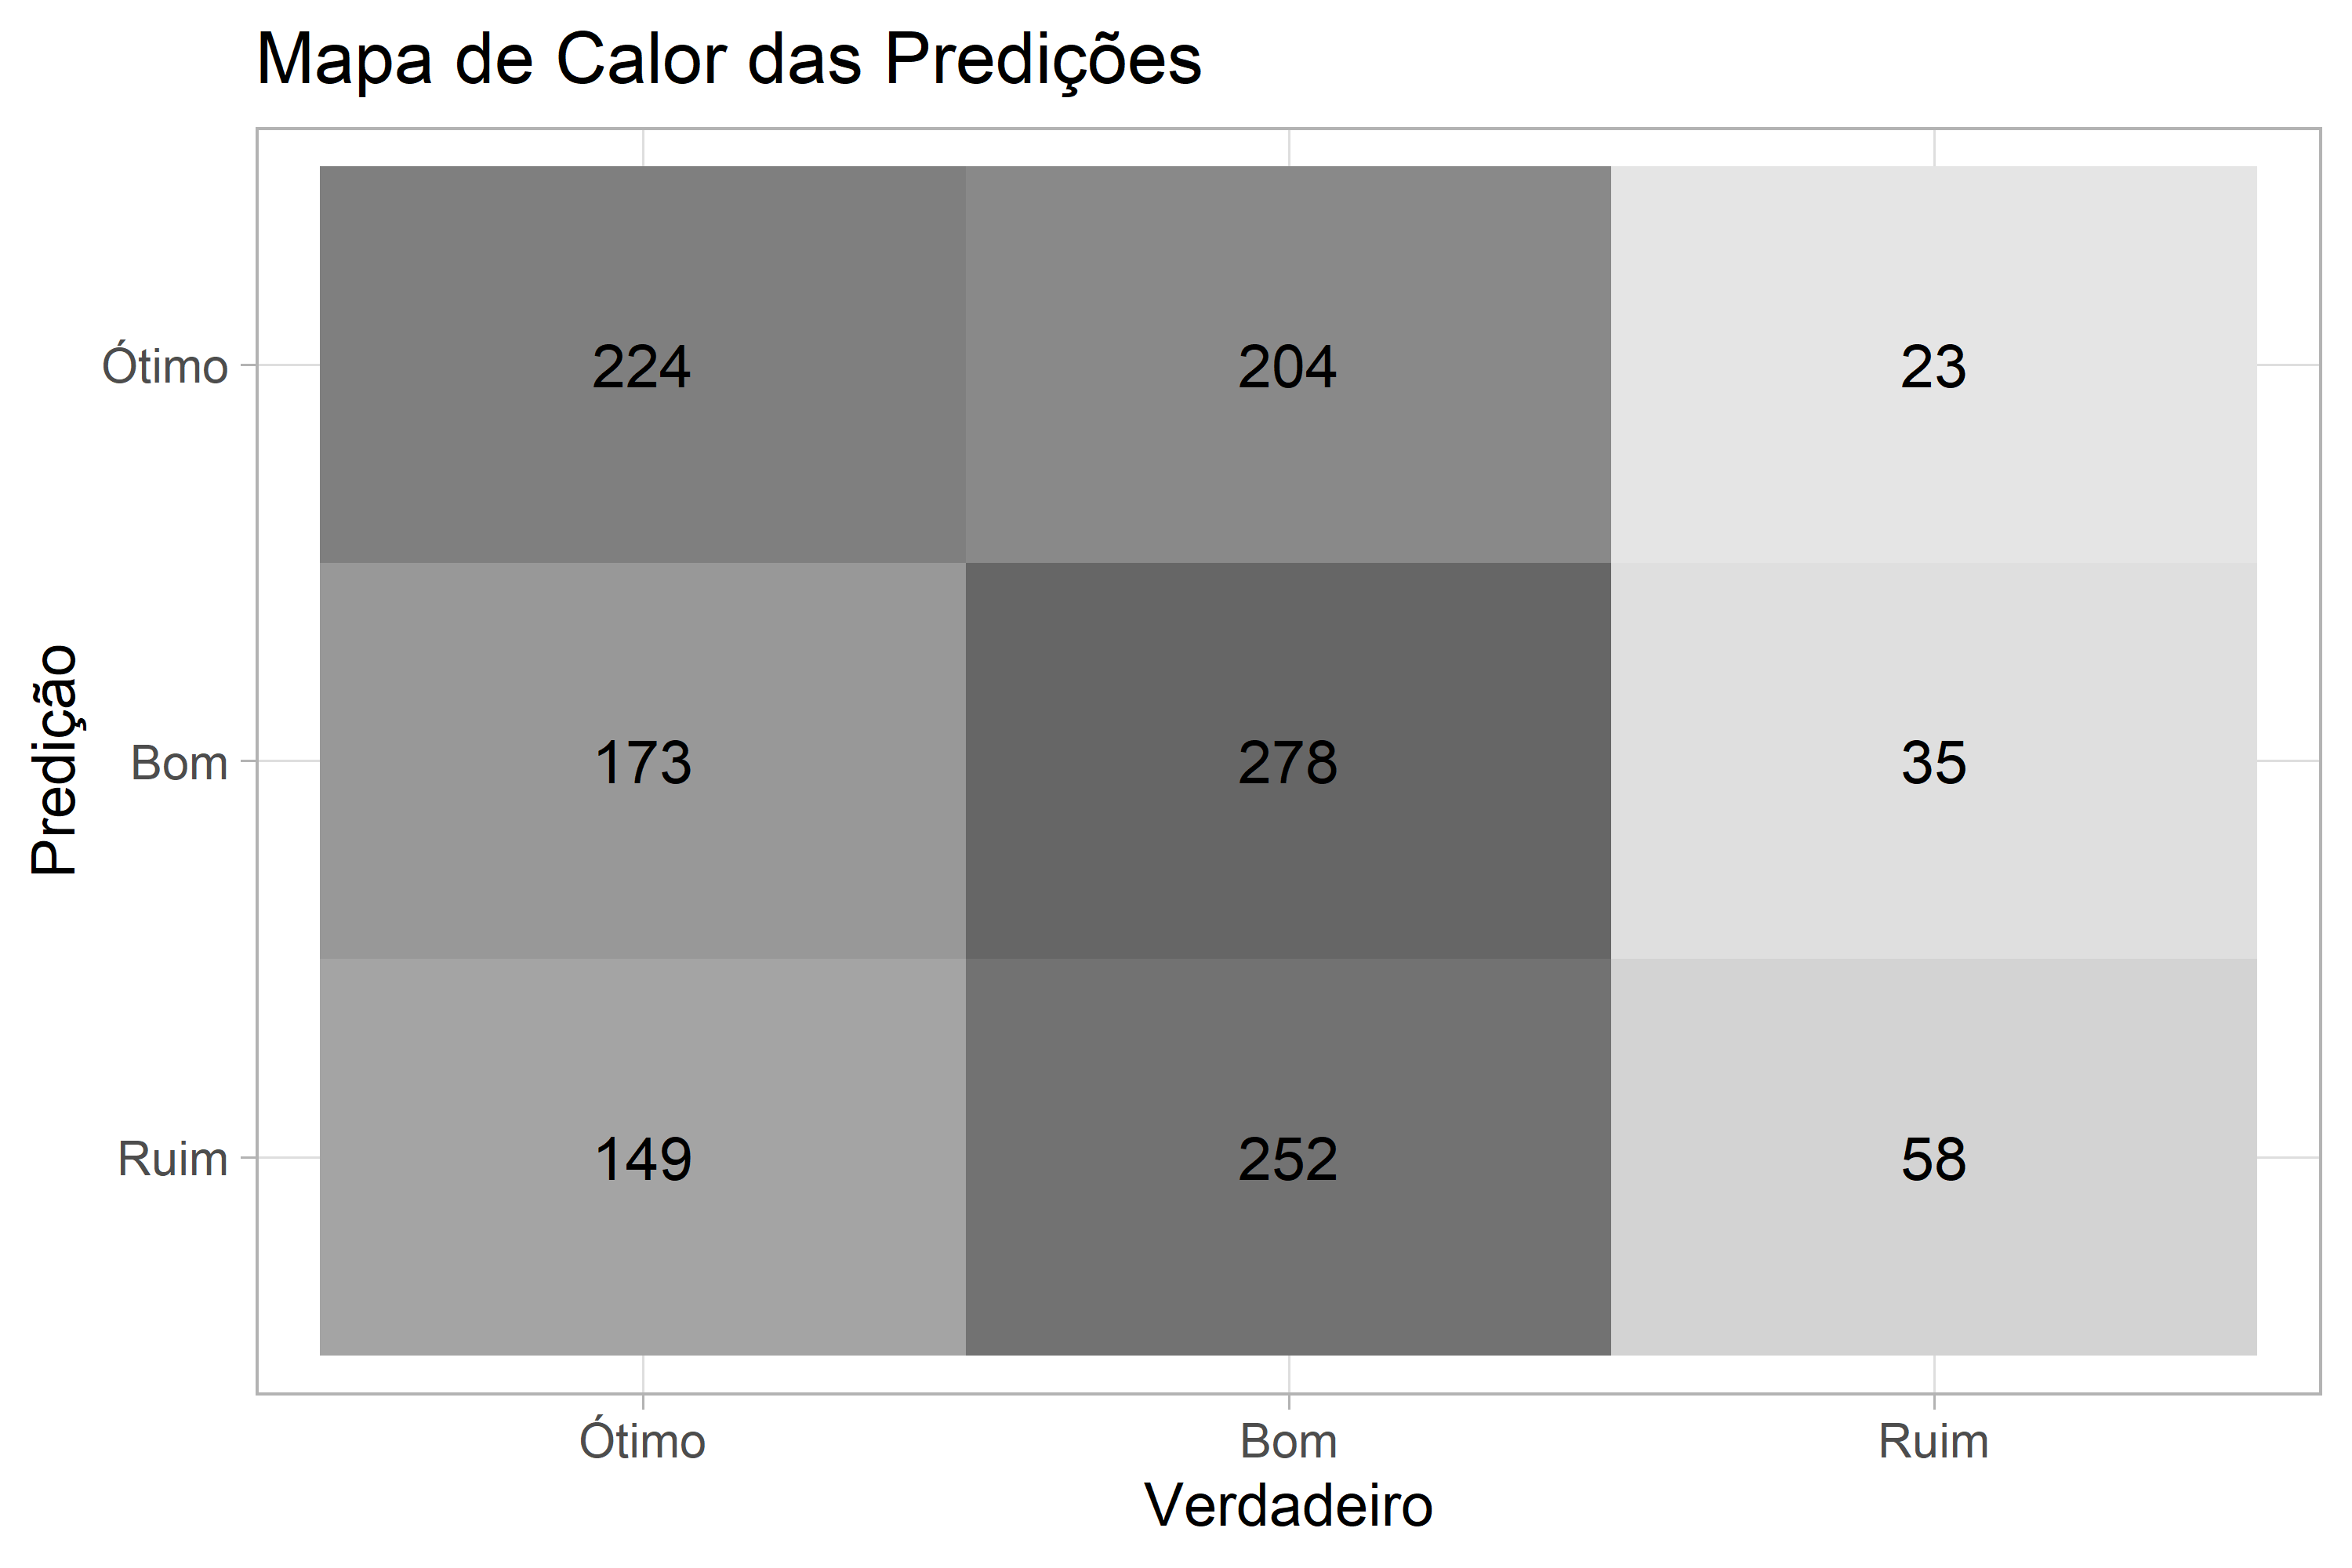 Mapa de Calor das Predições
Predição
Ótimo 224 204 23
Bom 173 278 35
Ruim 149 252 58
Ótimo Bom Ruim
Verdadeiro